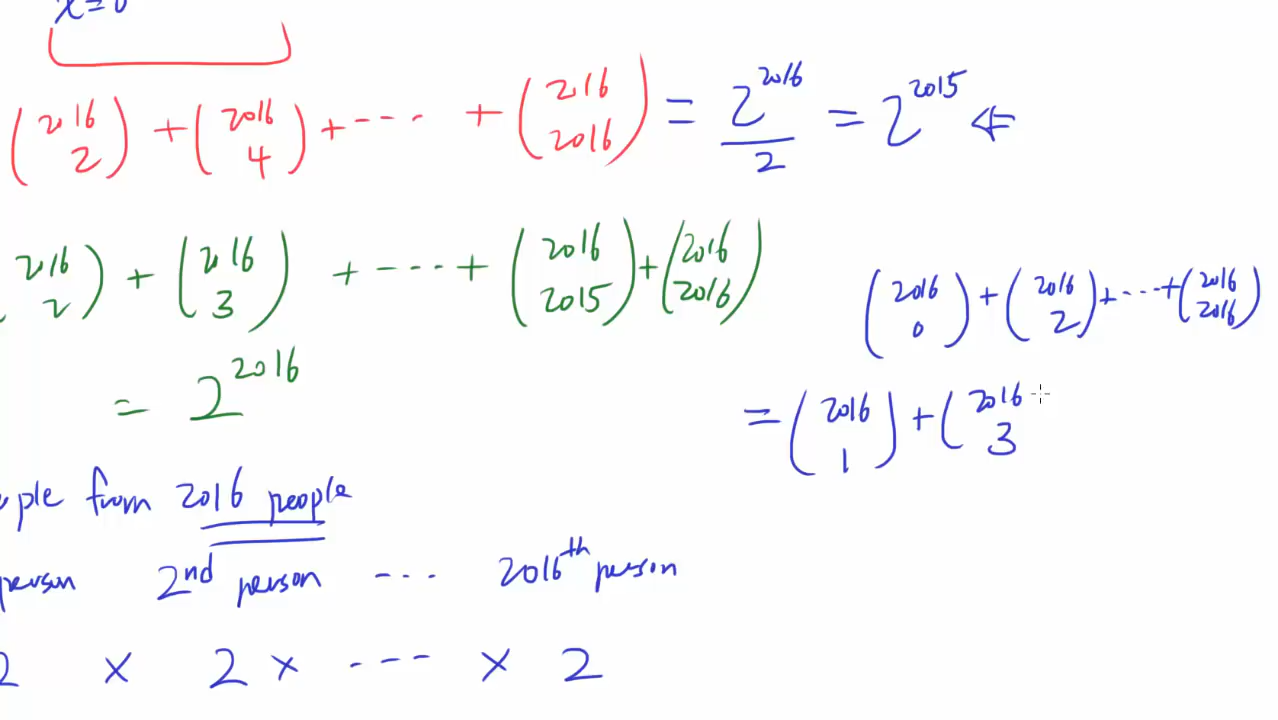 x=0
(2016 2) + (2016 4) + ---- + (2016 2016) = 2^2016 / 2 = 2^2015 ⇐
2016 2) + (2016 3) + ---- + (2016 2015) + (2016 2016)
(2016 0) + (2016 2) + ---- + (2016 2016)
= 2^2016
= (2016 1) + (2016 3
ople from 2016 people
person 2nd person --- 2016th person
2 × 2 × ---- × 2